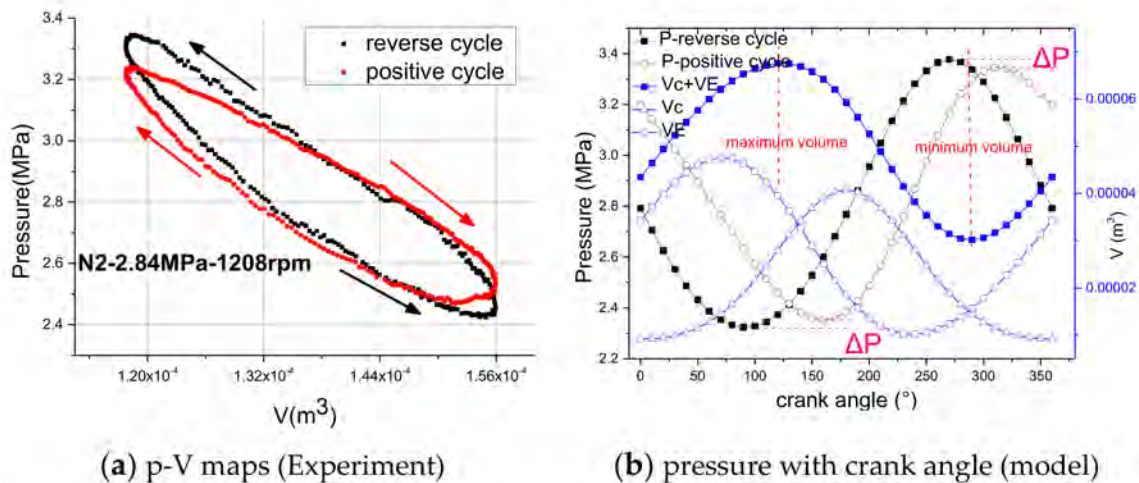 3.4
3.2
3.0
2.8
2.6
2.4
Pressure(MPa)
reverse cycle
positive cycle
N2-2.84MPa-1208rpm
1.20x10-4
1.32x10-4
1.44x10-4
1.56x10-4
V(m3)
(a) p-V maps (Experiment)
3.4
3.2
3.0
2.8
2.6
2.4
2.2
Pressure (MPa)
P-reverse cycle
P-positive cycle
Vc+VE
Vc
VE
ΔP
maximum volume
minimum volume
ΔP
0.00006
0.00004
0.00002
V (m3)
0
50
100
150
200
250
300
350
crank angle (°)
(b) pressure with crank angle (model)